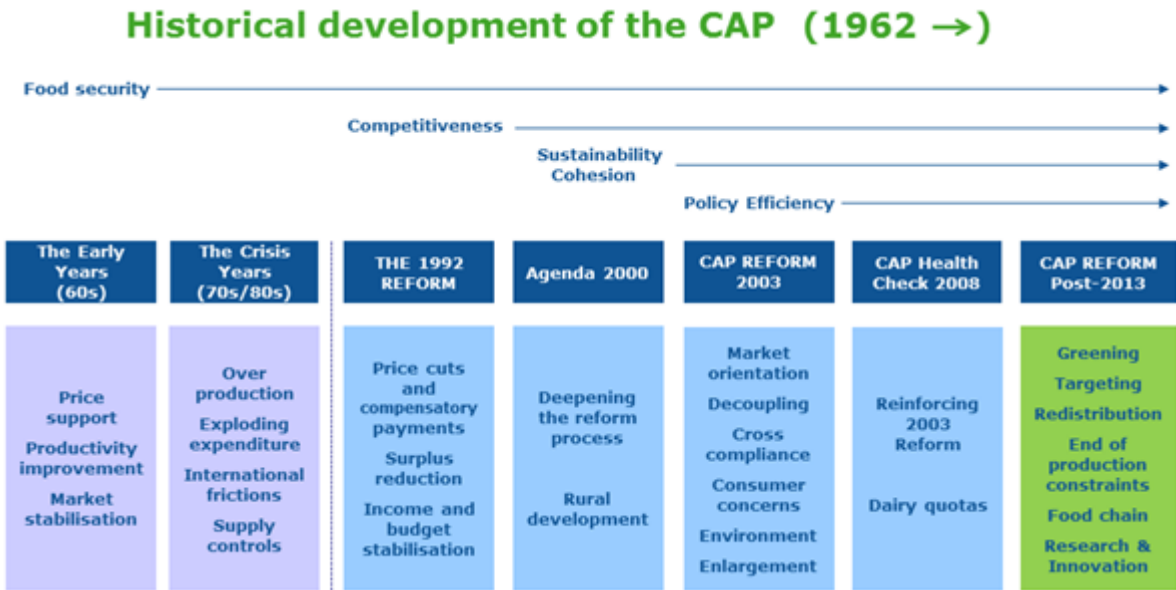 Historical development of the CAP (1962 →)
Food security
Competitiveness
Sustainability
Cohesion
Policy Efficiency
The Early
Years
(60s)
The Crisis
Years
(70s/80s)
THE 1992
REFORM
Agenda 2000
CAP REFORM
2003
CAP Health
Check 2008
CAP REFORM
Post-2013
Price
support
Productivity
improvement
Market
stabilisation
Over
production
Exploding
expenditure
International
frictions
Supply
controls
Price cuts
and
compensatory
payments
Surplus
reduction
Income and
budget
stabilisation
Deepening
the reform
process
Rural
development
Market
orientation
Decoupling
Cross
compliance
Consumer
concerns
Environment
Enlargement
Reinforcing
2003
Reform
Dairy quotas
Greening
Targeting
Redistribution
End of
production
constraints
Food chain
Research &
Innovation